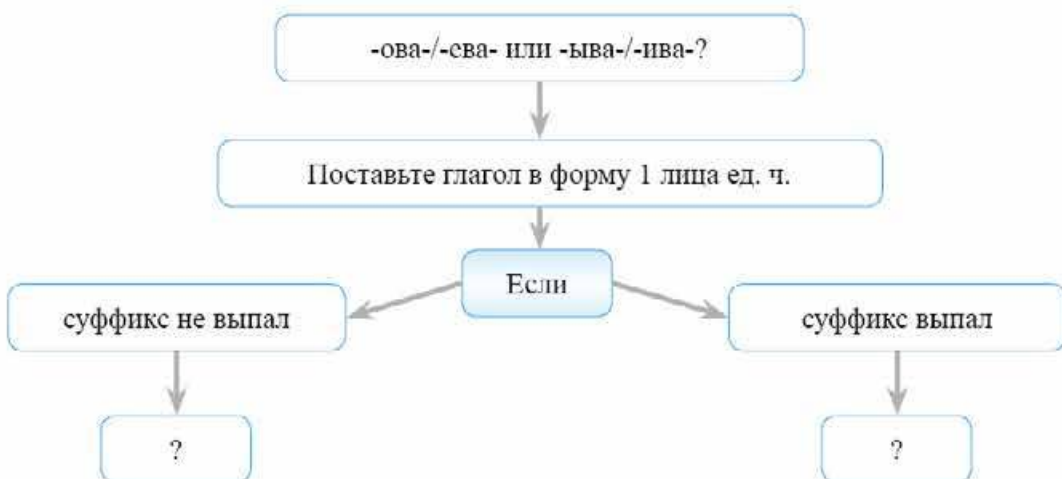 -ова-/-ева- или -ыва-/-ива-?
Поставьте глагол в форму 1 лица ед. ч.
Если
суффикс не выпал
суффикс выпал
?
?